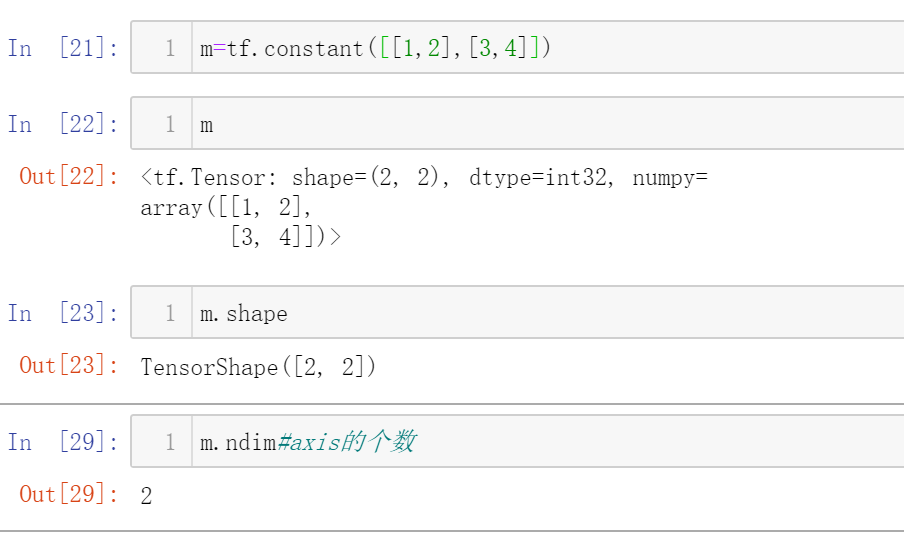 In [21]: 1 m=tf.constant([[1,2],[3,4]])
In [22]: 1 m
Out[22]: <tf.Tensor: shape=(2, 2), dtype=int32, numpy=
array([[1, 2],
[3, 4]])>
In [23]: 1 m.shape
Out[23]: TensorShape([2, 2])
In [29]: 1 m.ndim#axis的个数
Out[29]: 2